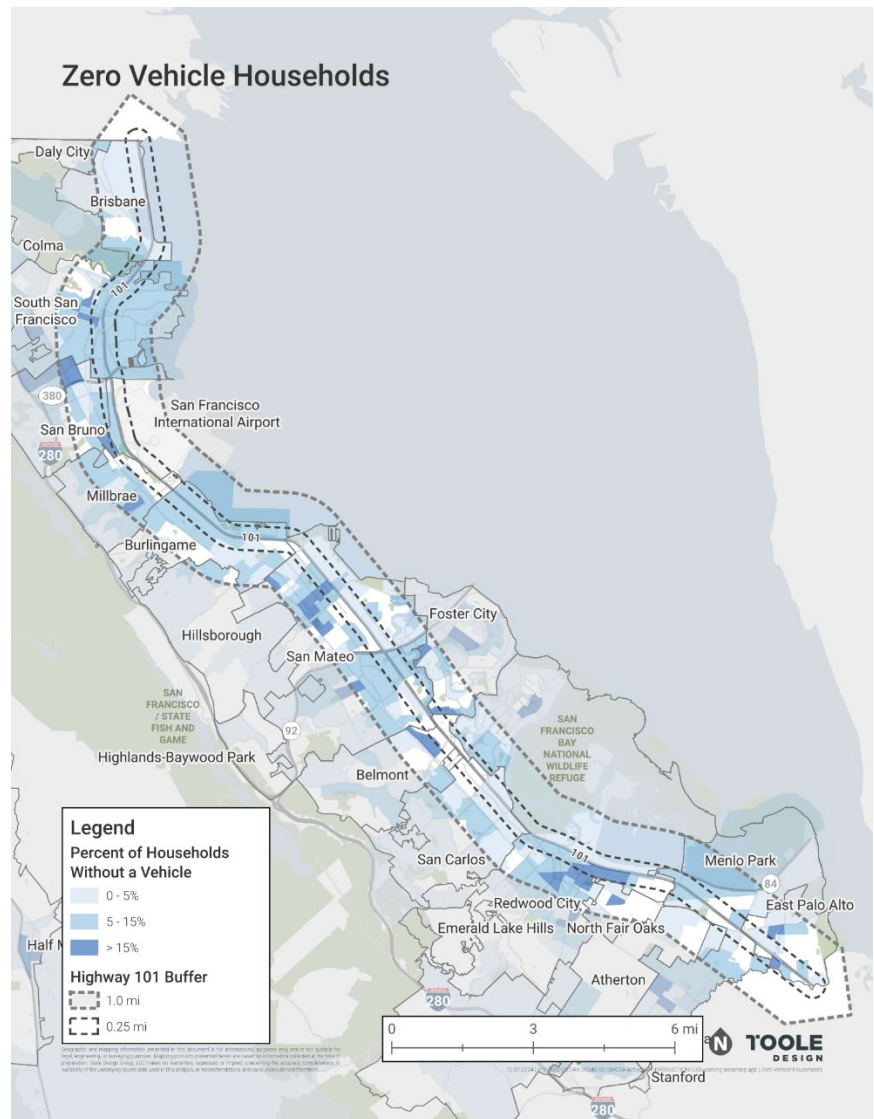 Zero Vehicle Households
Daly City
Brisbane
Colma
101
South San
Francisco
380
San Francisco
International Airport
San Bruno
280
Millbrae
101
Burlingame
Foster City
Hillsborough
San Mateo
SAN
FRANCISCO
/ STATE
FISH AND
GAME
SAN
FRANCISCO
BAY
NATIONAL
WILDLIFE
REFUGE
92
Highlands-Baywood Park
Belmont
Legend
Percent of Households
Without a Vehicle
0 - 5%
5 - 15%
> 15%
Highway 101 Buffer
1.0 mi
0.25 mi
Half M
San Carlos
101
Menlo Park
84
Redwood City
East Palo Alto
Emerald Lake Hills
North Fair Oaks
Atherton
280
0 3 6 mi
N
TOOLE
DESIGN
Stanford
280